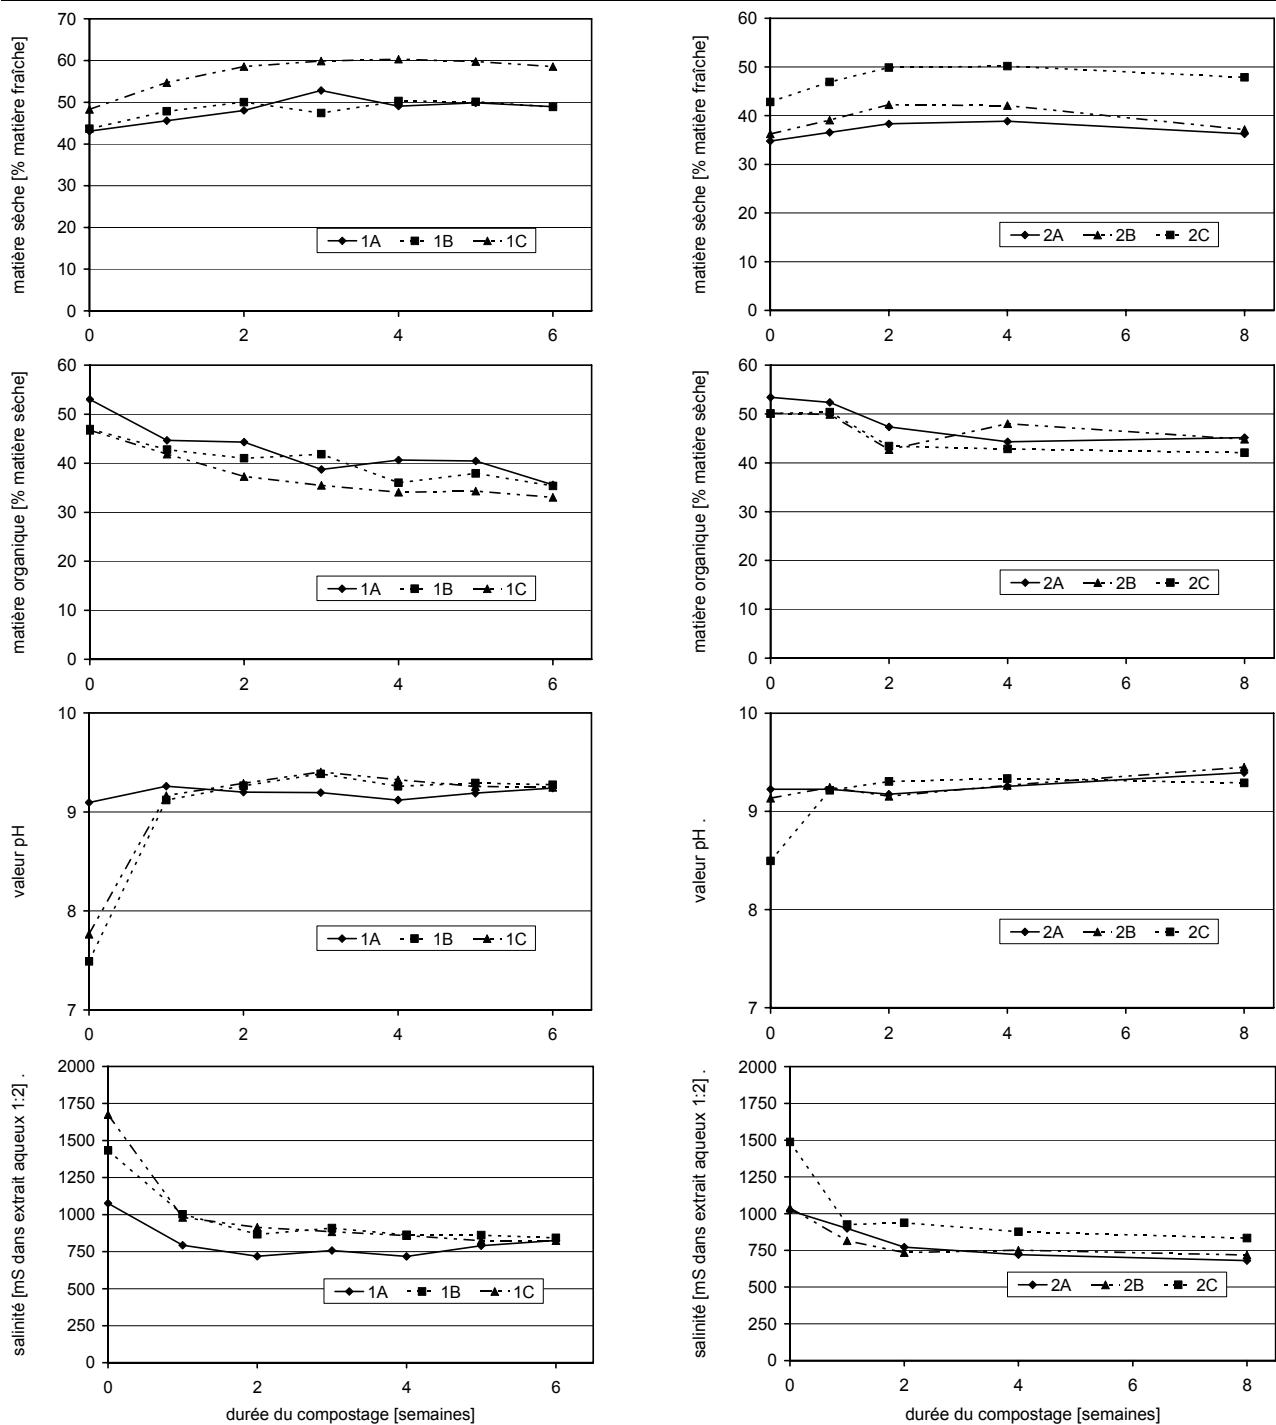 matière sèche [% matière fraîche]
70
60
50
40
30
20
10
0
0 2 4 6
1A 1B 1C
matière sèche [% matière fraîche]
60
50
40
30
20
10
0
0 2 4 6 8
2A 2B 2C
matière organique [% matière sèche]
60
50
40
30
20
10
0
0 2 4 6
1A 1B 1C
matière organique [% matière sèche]
60
50
40
30
20
10
0
0 2 4 6 8
2A 2B 2C
valeur pH
10
9
8
7
0 2 4 6
1A 1B 1C
valeur pH .
10
9
8
7
0 2 4 6 8
2A 2B 2C
salinité [mS dans extrait aqueux 1:2] .
2000
1750
1500
1250
1000
750
500
250
0
0 2 4 6
1A 1B 1C
durée du compostage [semaines]
salinité [mS dans extrait aqueux 1:2] .
2000
1750
1500
1250
1000
750
500
250
0
0 2 4 6 8
2A 2B 2C
durée du compostage [semaines]